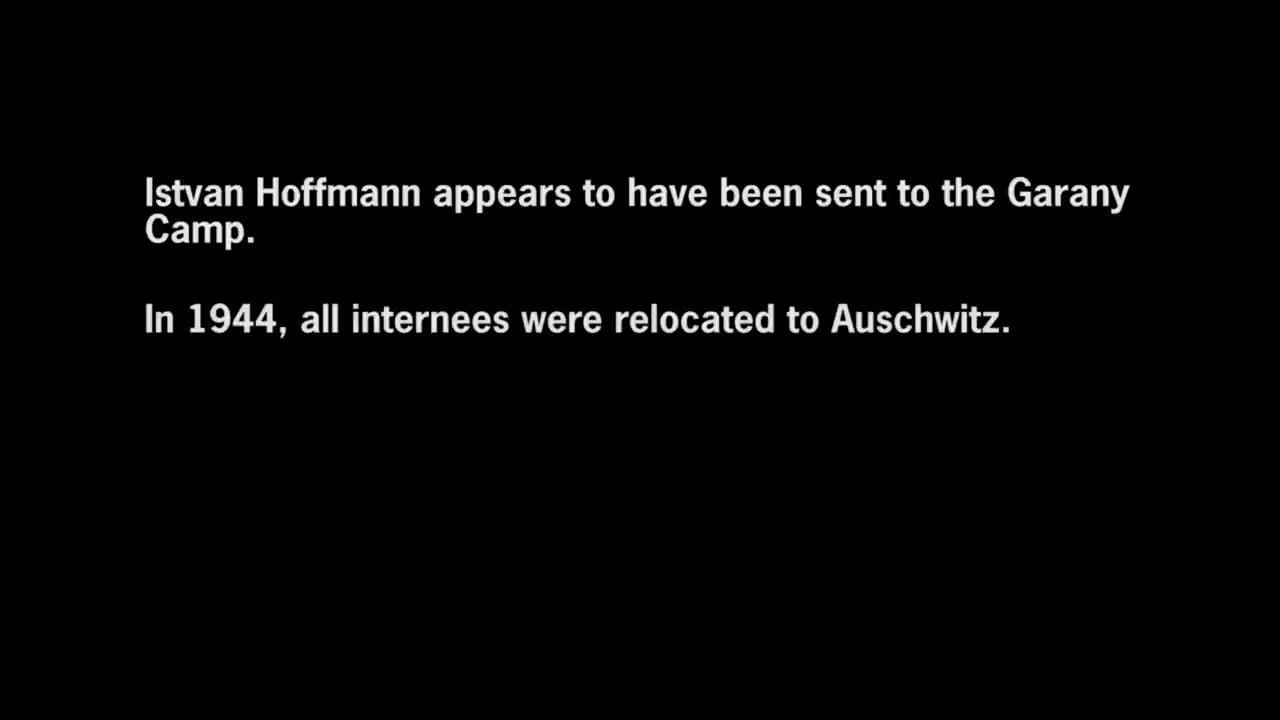 Istvan Hoffmann appears to have been sent to the Garany
Camp.
In 1944, all internees were relocated to Auschwitz.